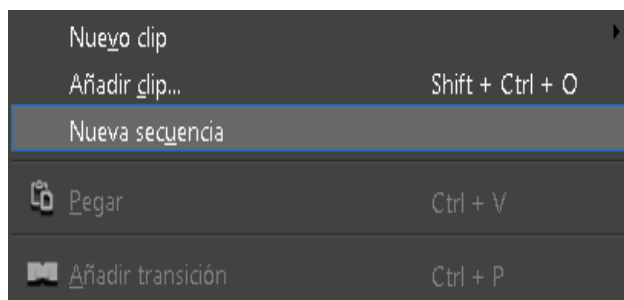 Nuevo clip
Añadir clip... Shift + Ctrl + O
Nueva secuencia
Pegar Ctrl + V
Añadir transición Ctrl + P